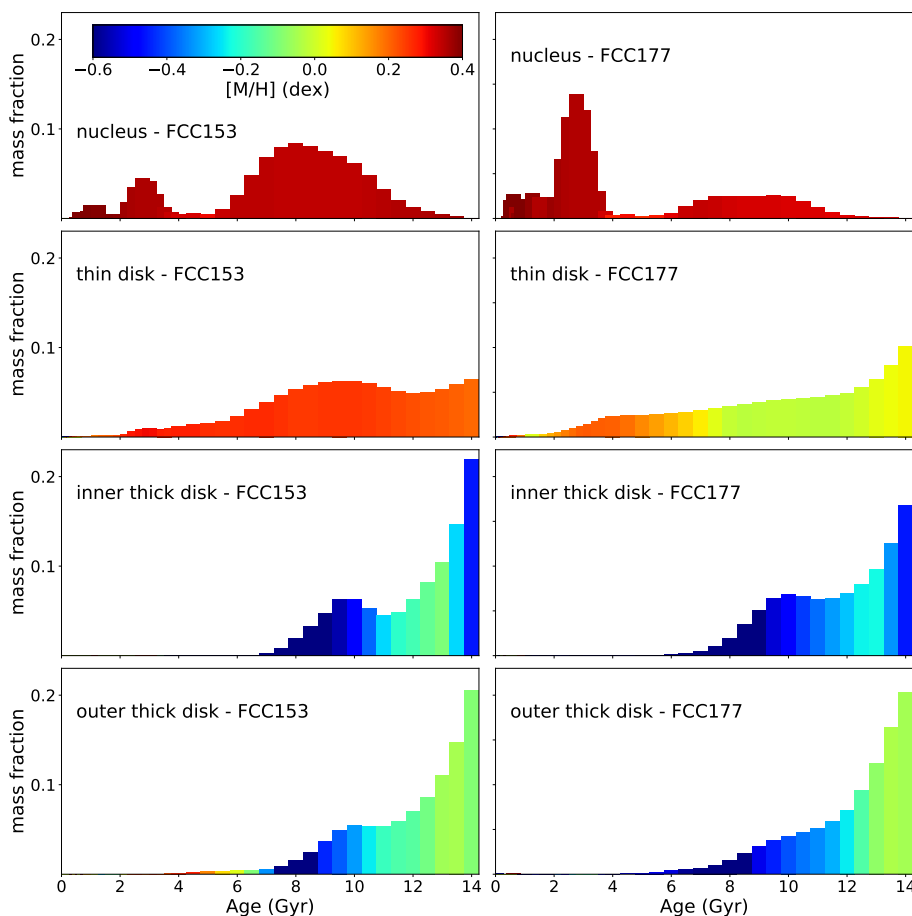 0.2
−0.6 −0.4 −0.2 0.0 0.2 0.4
[M/H] (dex)
nucleus - FCC153
0.1
mass fraction
nucleus - FCC177
0.2
thin disk - FCC153
0.1
mass fraction
thin disk - FCC177
0.2
inner thick disk - FCC153
0.1
mass fraction
inner thick disk - FCC177
0.2
outer thick disk - FCC153
0.1
mass fraction
0 2 4 6 8 10 12 14
Age (Gyr)
outer thick disk - FCC177
0 2 4 6 8 10 12 14
Age (Gyr)